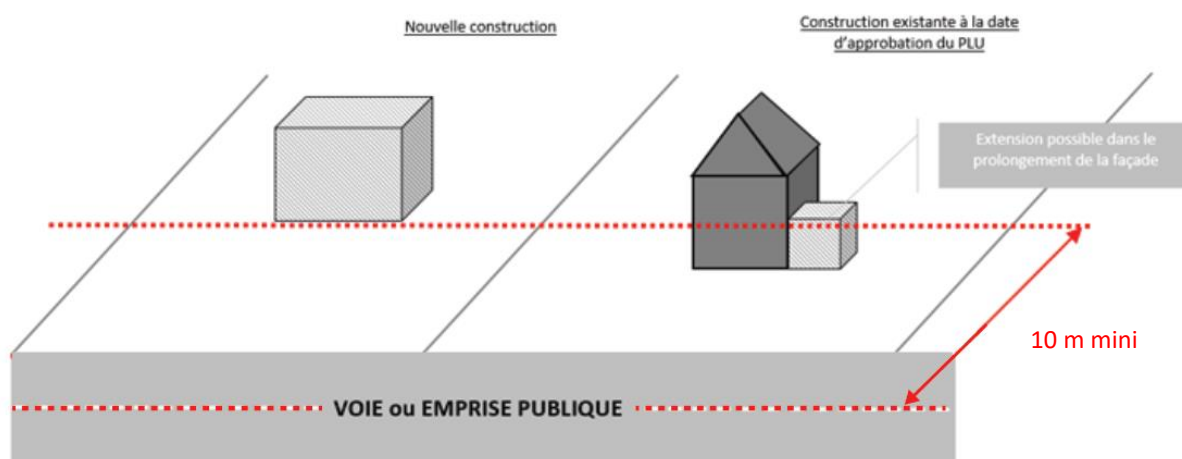 Nouvelle construction
Construction existante à la date
d'approbation du PLU
Extension possible dans le
prolongement de la façade
10 m mini
VOIE ou EMPRISE PUBLIQUE